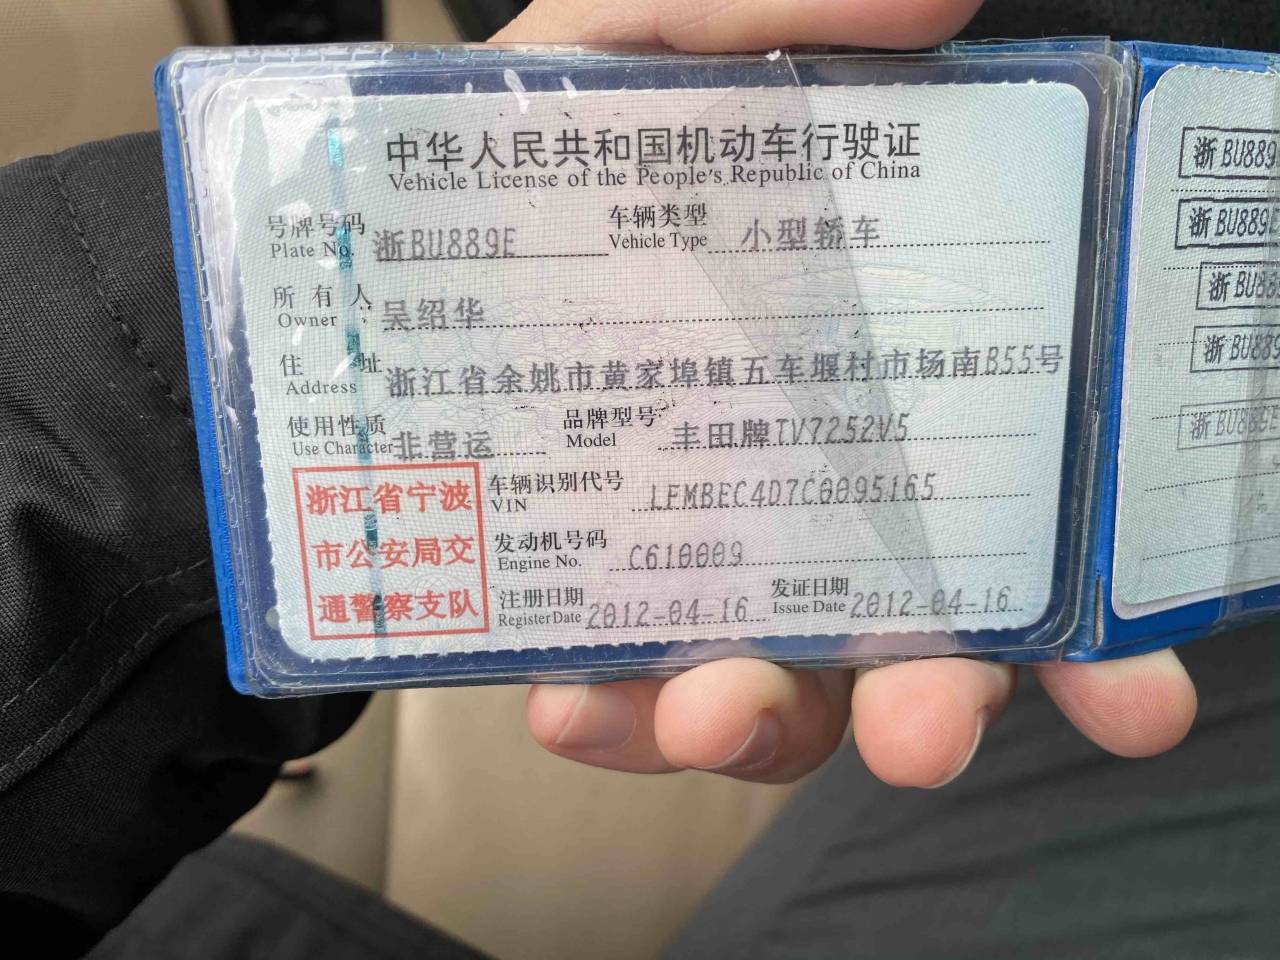 中华人民共和国机动车行驶证
Vehicle License of the People's Republic of China
号牌号码 浙BU889E 车辆类型 小型轿车
Plate No. Vehicle Type
所有人 吴绍华
Owner
住址 浙江省余姚市黄家埠镇五车堰村市场南B55号
Address
使用性质 非营运 品牌型号 丰田牌TV7252V5
Use Character Model
浙江省宁波
市公安局交
通警察支队
车辆识别代号 LFMBEC4D7C0095165
VIN
发动机号码 C610009
Engine No.
注册日期 2012-04-16 发证日期 2012-04-16
Register Date Issue Date
浙BU889
浙BU889E
浙BU88
浙BU889
浙BU889E